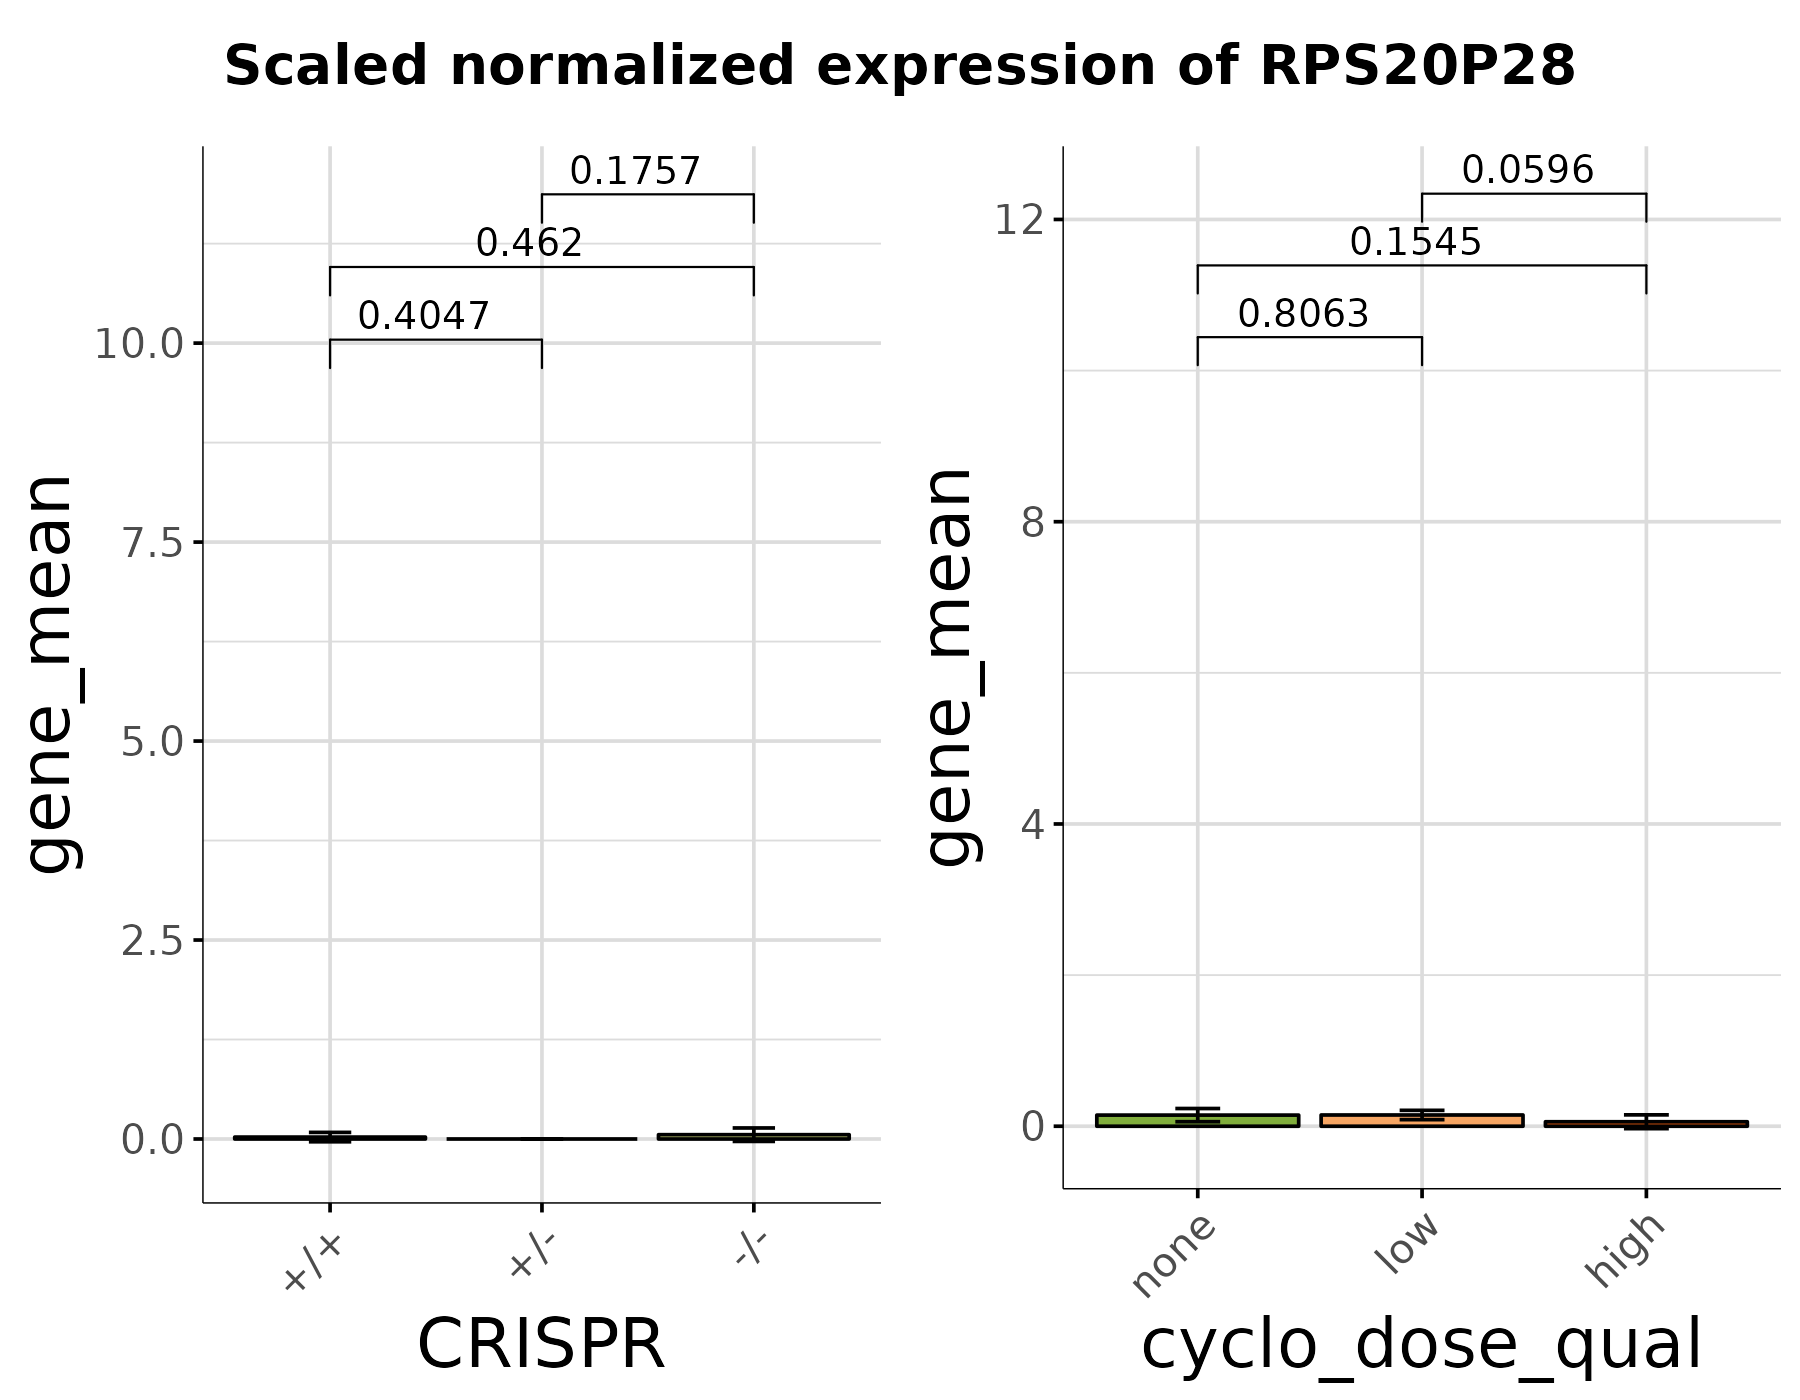 Scaled normalized expression of RPS20P28
gene_mean
10.0
7.5
5.0
2.5
0.0
0.1757
0.462
0.4047
+/+
+/-
-/-
CRISPR
gene_mean
12
8
4
0
0.0596
0.1545
0.8063
none
low
high
cyclo_dose_qual